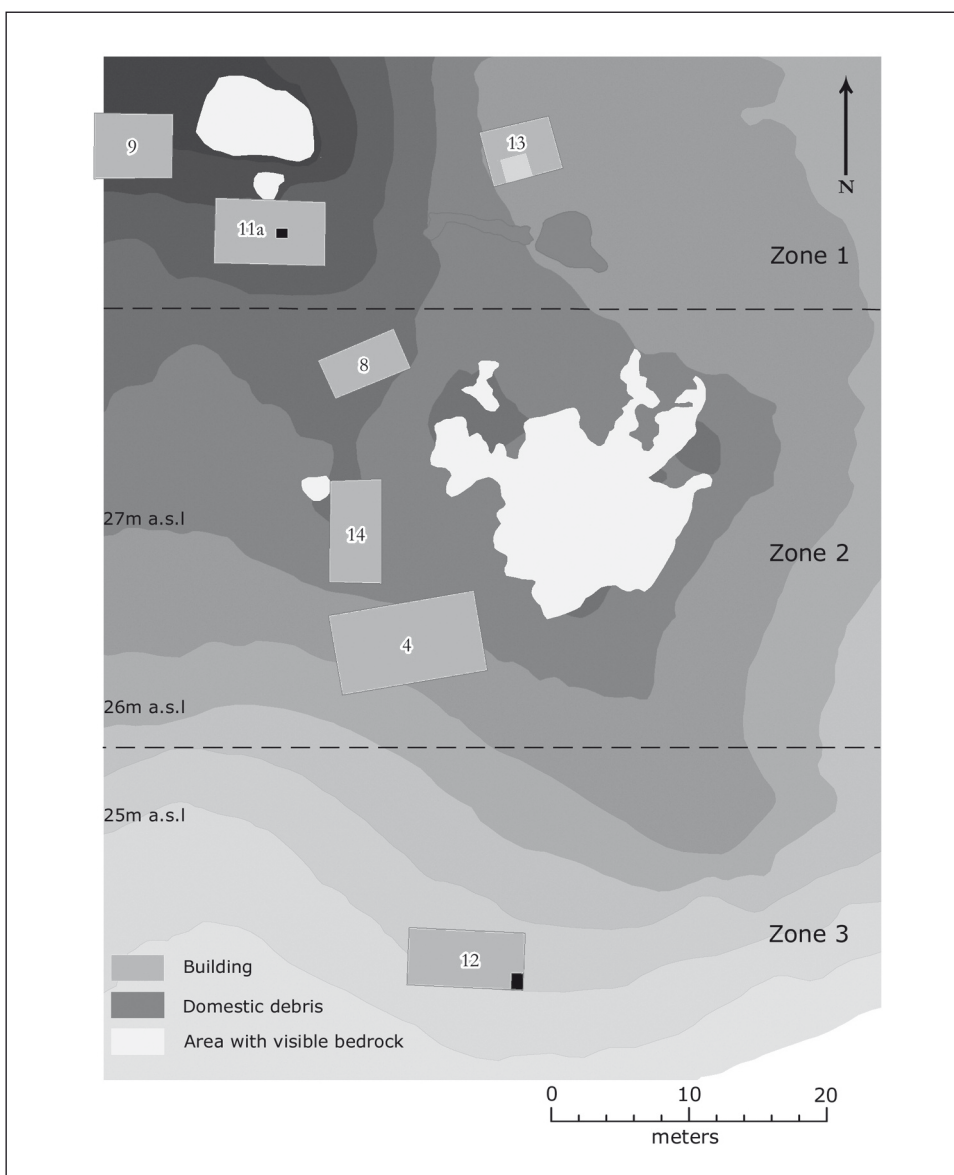 9
13
11a
N
Zone 1
8
27m a.s.l
14
Zone 2
4
26m a.s.l
25m a.s.l
Zone 3
12
Building
Domestic debris
Area with visible bedrock
0 10 20
meters